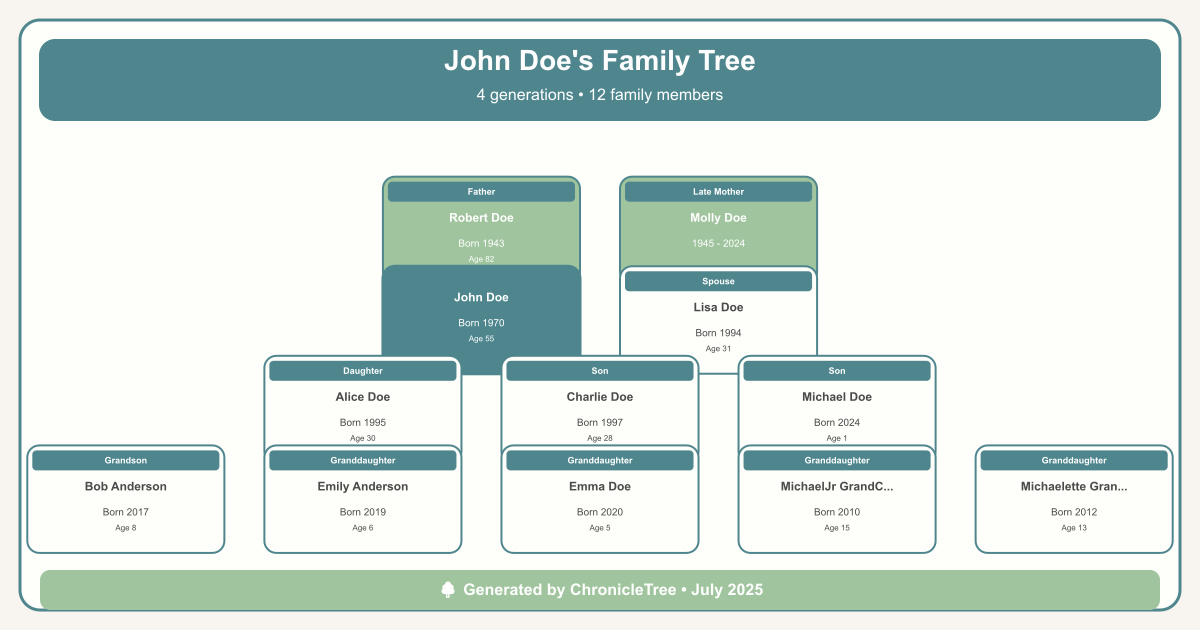 John Doe's Family Tree
4 generations • 12 family members
Father
Robert Doe
Born 1943
Age 82
Late Mother
Molly Doe
1945 - 2024
John Doe
Born 1970
Age 55
Spouse
Lisa Doe
Born 1994
Age 31
Daughter
Alice Doe
Born 1995
Age 30
Son
Charlie Doe
Born 1997
Age 28
Son
Michael Doe
Born 2024
Age 1
Grandson
Bob Anderson
Born 2017
Age 8
Granddaughter
Emily Anderson
Born 2019
Age 6
Granddaughter
Emma Doe
Born 2020
Age 5
Granddaughter
MichaelJr GrandC...
Born 2010
Age 15
Granddaughter
Michaelette Gran...
Born 2012
Age 13
Generated by ChronicleTree • July 2025